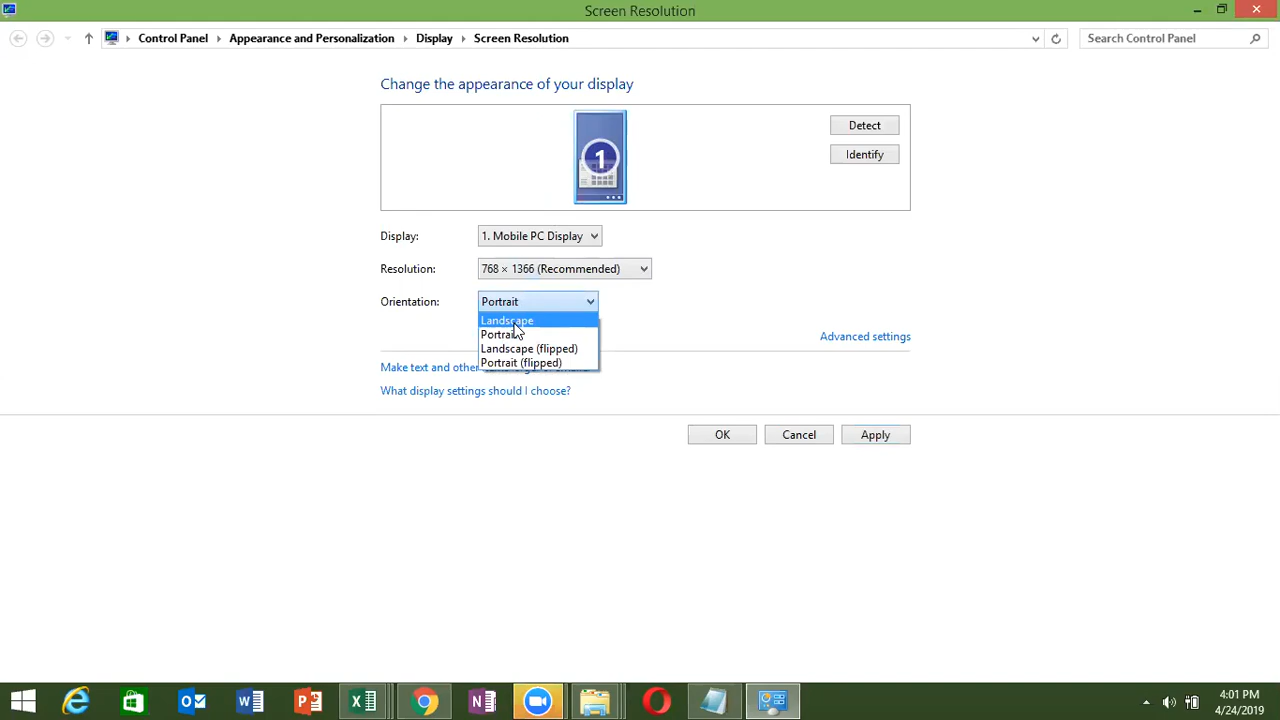 Screen Resolution
Control Panel Appearance and Personalization Display Screen Resolution
Search Control Panel
Change the appearance of your display
1
Detect
Identify
Display: 1. Mobile PC Display
Resolution: 768 × 1366 (Recommended)
Orientation: Portrait
Landscape
Portrait
Landscape (flipped)
Portrait (flipped)
Advanced settings
Make text and other
What display settings should I choose?
OK Cancel Apply
4:01 PM
4/24/2019